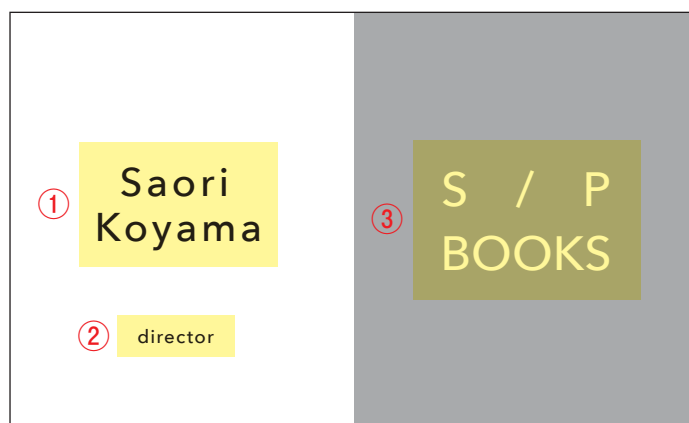 ①
Saori
Koyama
②
director
③
S / P
BOOKS